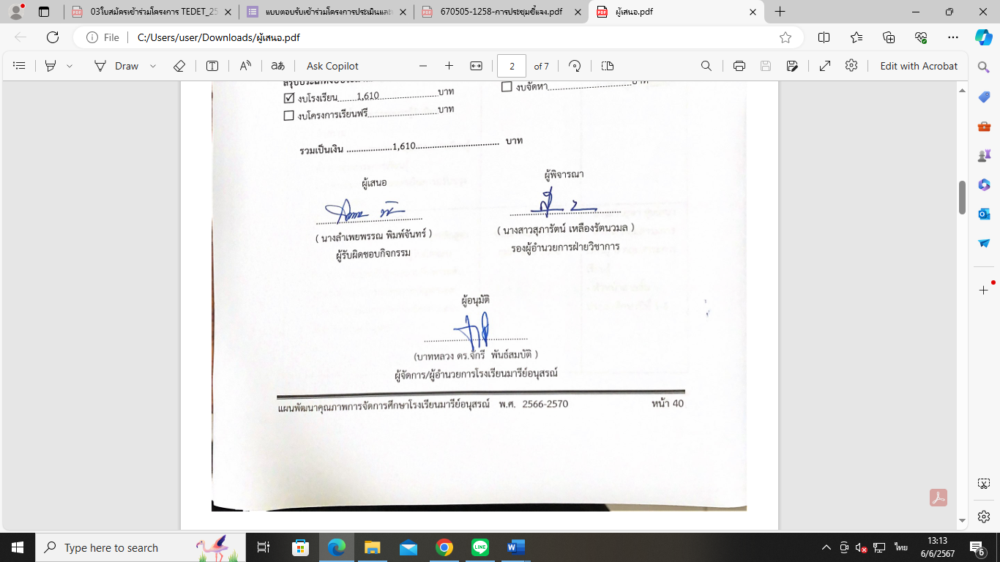 03ใบสมัครเข้าร่วมโครงการ TEDET_25
แบบตอบรับเข้าร่วมโครงการประเมินและ
670505-1258-การประชุมชี้แจง.pdf
ผู้เสนอ.pdf
File
C:/Users/user/Downloads/ผู้เสนอ.pdf
Draw
Ask Copilot
2 of 7
Edit with Acrobat
☑ งบโรงเรียน.......1,610........................บาท
☐ งบจัดหา..............................บาท
☐ งบโครงการเรียนฟรี..........................บาท
รวมเป็นเงิน ...................1,610................................... บาท
ผู้เสนอ
ผู้พิจารณา
( นางลำเพยพรรณ พิมพ์จันทร์ )
( นางสาวสุภารัตน์ เหลืองรัตนวมล )
ผู้รับผิดชอบกิจกรรม
รองผู้อำนวยการฝ่ายวิชาการ
ผู้อนุมัติ
(บาทหลวง ดร.จักรี พันธ์สมบัติ )
ผู้จัดการ/ผู้อำนวยการโรงเรียนมารีย์อนุสรณ์
แผนพัฒนาคุณภาพการจัดการศึกษาโรงเรียนมารีย์อนุสรณ์ พ.ศ. 2566-2570
หน้า 40
Type here to search
ไทย
13:13
6/6/2567
6